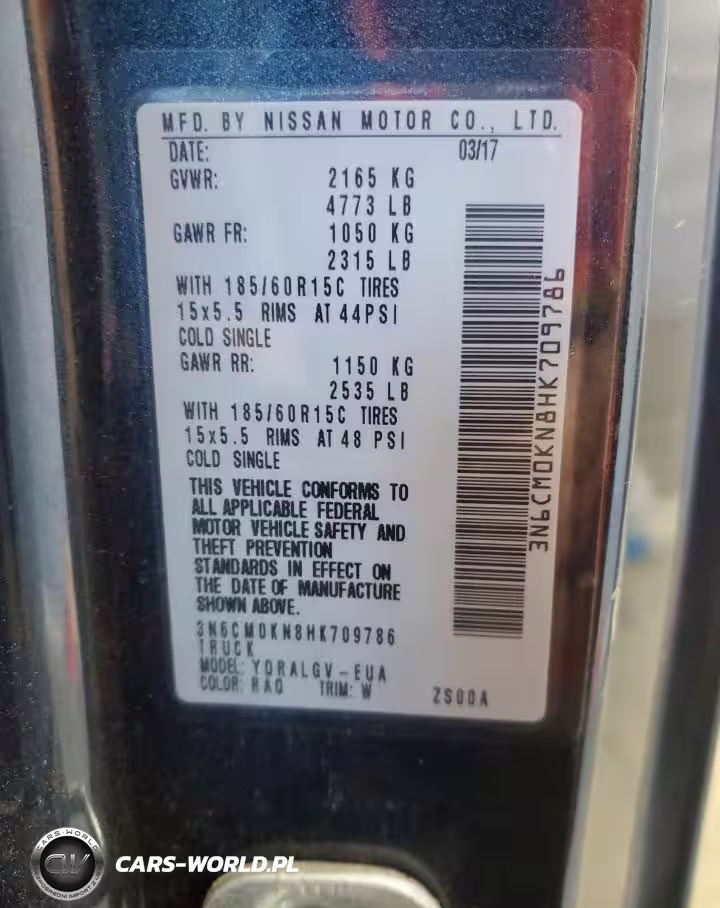 MFD. BY NISSAN MOTOR CO., LTD.
DATE: 03/17
GVWR: 2165 KG
4773 LB
GAWR FR: 1050 KG
2315 LB
WITH 185/60R15C TIRES
15x5.5 RIMS AT 44PSI
COLD SINGLE
GAWR RR: 1150 KG
2535 LB
WITH 185/60R15C TIRES
15x5.5 RIMS AT 48 PSI
COLD SINGLE
THIS VEHICLE CONFORMS TO
ALL APPLICABLE FEDERAL
MOTOR VEHICLE SAFETY AND
THEFT PREVENTION
STANDARDS IN EFFECT ON
THE DATE OF MANUFACTURE
SHOWN ABOVE.
3N6CM0KN8HK709786
TRUCK
MODEL: YORALGV-EUA
COLOR: RAQ TRIM: W ZS00A
3N6CM0KN8HK709786
CARS-WORLD
CW
CARS-WORLD.PL